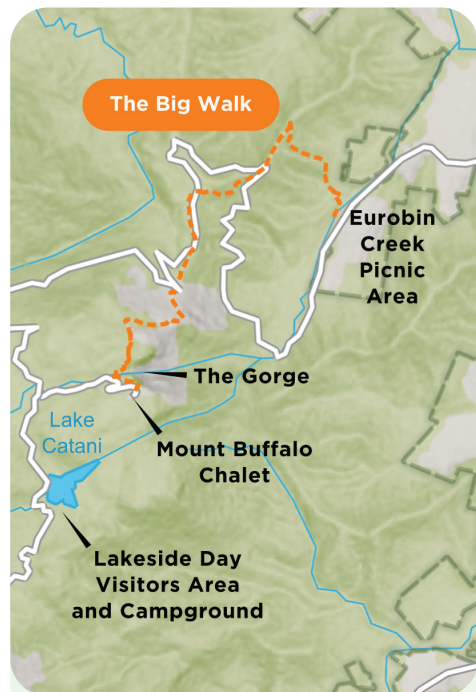 The Big Walk
Eurobin
Creek
Picnic
Area
The Gorge
Lake
Catani
Mount Buffalo
Chalet
Lakeside Day
Visitors Area
and Campground